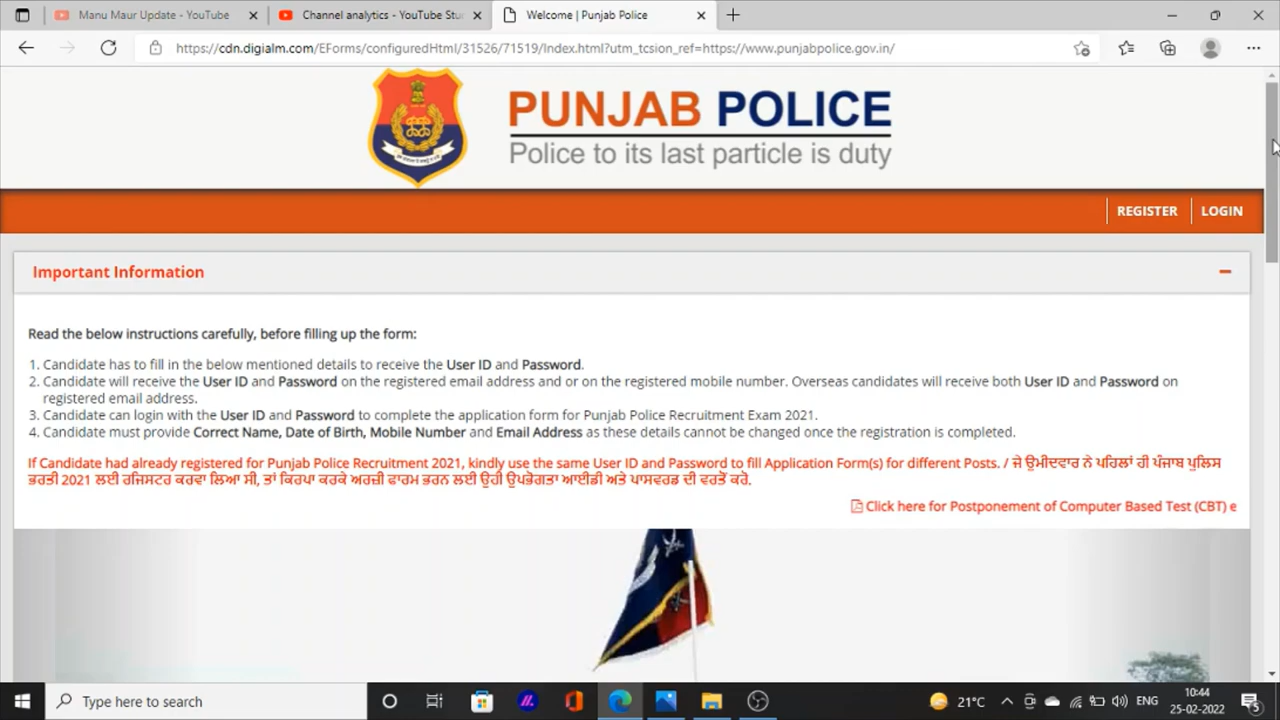 Manu Maur Update - YouTube
Channel analytics - YouTube Stu
Welcome | Punjab Police
https://cdn.digialm.com/EForms/configuredHtml/31526/71519/Index.html?utm_tcsion_ref=https://www.punjabpolice.gov.in/
PUNJAB POLICE
Police to its last particle is duty
REGISTER LOGIN
Important Information
Read the below instructions carefully, before filling up the form:
1. Candidate has to fill in the below mentioned details to receive the User ID and Password.
2. Candidate will receive the User ID and Password on the registered email address and or on the registered mobile number. Overseas candidates will receive both User ID and Password on
registered email address.
3. Candidate can login with the User ID and Password to complete the application form for Punjab Police Recruitment Exam 2021.
4. Candidate must provide Correct Name, Date of Birth, Mobile Number and Email Address as these details cannot be changed once the registration is completed.
If Candidate had already registered for Punjab Police Recruitment 2021, kindly use the same User ID and Password to fill Application Form(s) for different Posts. / ਜੇ ਉਮੀਦਵਾਰ ਨੇ ਪਹਿਲਾਂ ਹੀ ਪੰਜਾਬ ਪੁਲਿਸ
ਭਰਤੀ 2021 ਲਈ ਰਜਿਸਟਰ ਕਰਵਾ ਲਿਆ ਸੀ, ਤਾਂ ਕਿਰਪਾ ਕਰਕੇ ਅਰਜ਼ੀ ਫਾਰਮ ਭਰਨ ਲਈ ਉਹੀ ਉਪਭੋਗਤਾ ਆਈਡੀ ਅਤੇ ਪਾਸਵਰਡ ਦੀ ਵਰਤੋਂ ਕਰੋ.
Click here for Postponement of Computer Based Test (CBT) e
Type here to search
21°C
ENG
10:44
25-02-2022
5